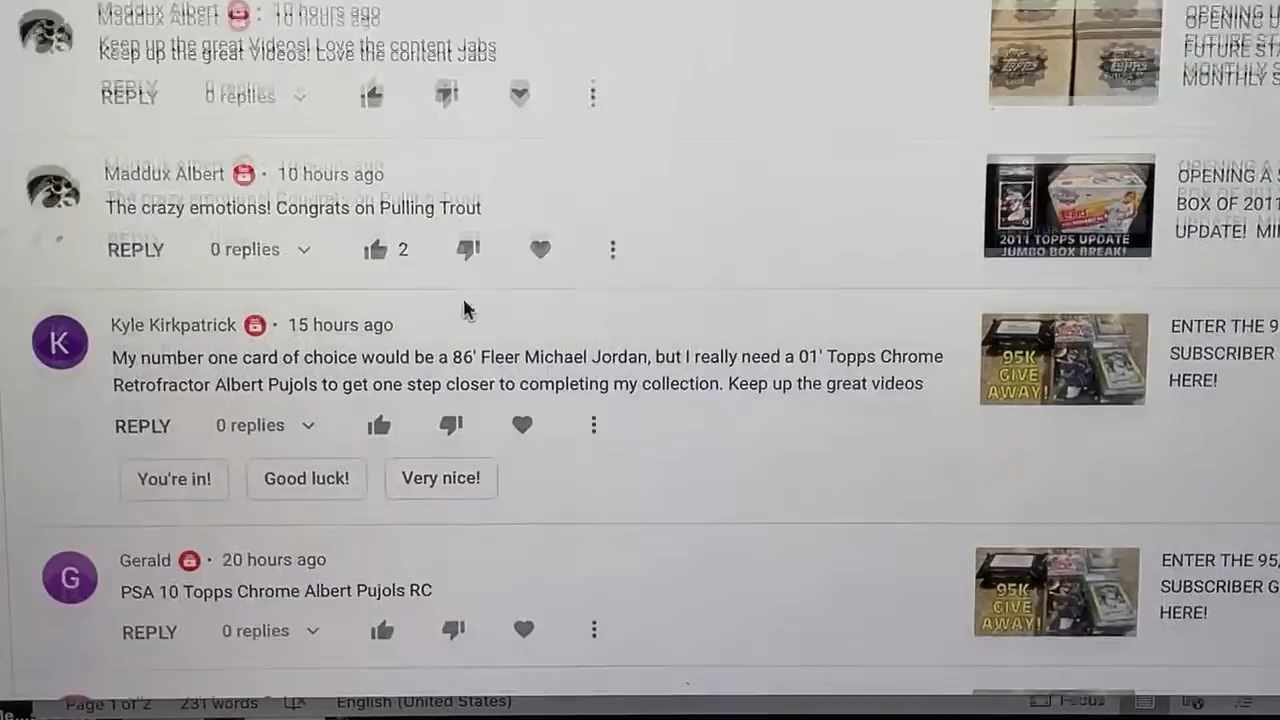 Maddux Albert · 10 hours ago
Keep up the great Videos! Love the content Jabs
REPLY 0 replies
OPENING U
FUTURE ST
MONTHLY S
Maddux Albert · 10 hours ago
The crazy emotions! Congrats on Pulling Trout
REPLY 0 replies 2
2011 TOPPS UPDATE
JUMBO BOX BREAK!
OPENING A S
BOX OF 2011
UPDATE! MI
K
Kyle Kirkpatrick · 15 hours ago
My number one card of choice would be a 86' Fleer Michael Jordan, but I really need a 01' Topps Chrome
Retrofractor Albert Pujols to get one step closer to completing my collection. Keep up the great videos
REPLY 0 replies
You're in! Good luck! Very nice!
95K
GIVE
AWAY!
ENTER THE 9
SUBSCRIBER
HERE!
G
Gerald · 20 hours ago
PSA 10 Topps Chrome Albert Pujols RC
REPLY 0 replies
95K
GIVE
AWAY!
ENTER THE 95,
SUBSCRIBER G
HERE!
Page 1 of 2 231 words English (United States) Focus